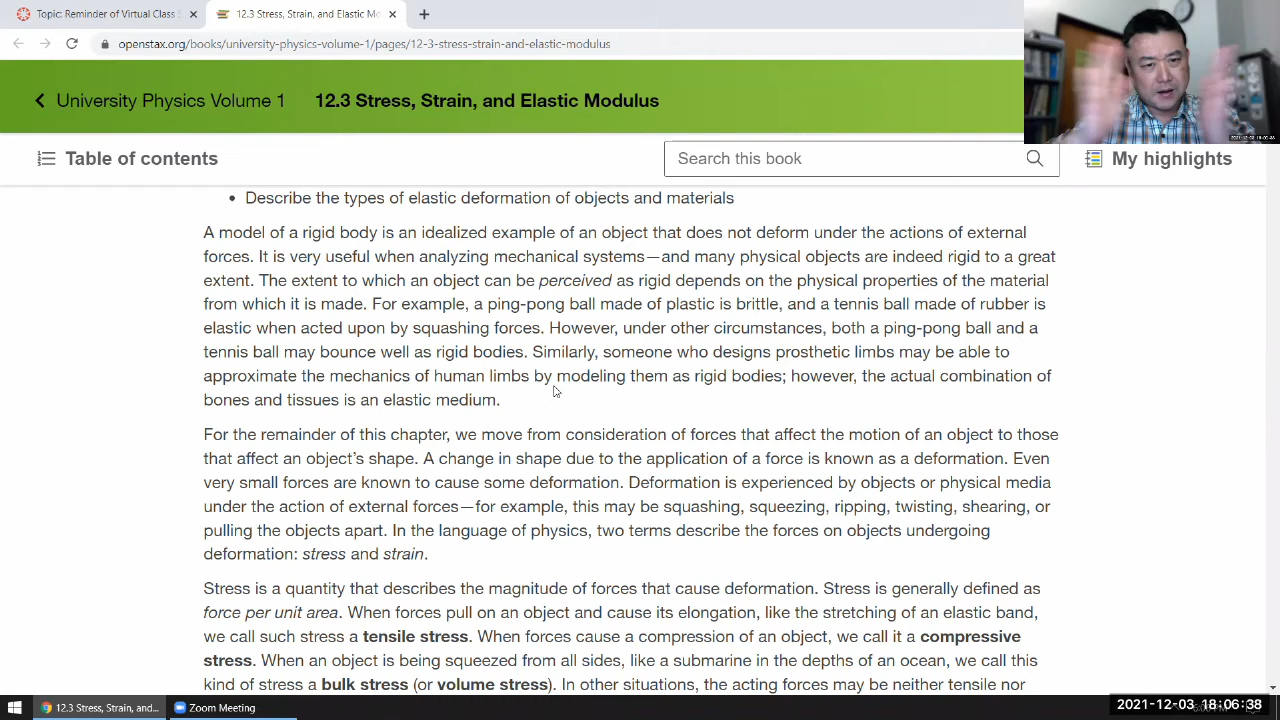 Topic: Reminder of Virtual Class
12.3 Stress, Strain, and Elastic Mo
openstax.org/books/university-physics-volume-1/pages/12-3-stress-strain-and-elastic-modulus
University Physics Volume 1
12.3 Stress, Strain, and Elastic Modulus
Table of contents
Search this book
My highlights
• Describe the types of elastic deformation of objects and materials
A model of a rigid body is an idealized example of an object that does not deform under the actions of external
forces. It is very useful when analyzing mechanical systems—and many physical objects are indeed rigid to a great
extent. The extent to which an object can be perceived as rigid depends on the physical properties of the material
from which it is made. For example, a ping-pong ball made of plastic is brittle, and a tennis ball made of rubber is
elastic when acted upon by squashing forces. However, under other circumstances, both a ping-pong ball and a
tennis ball may bounce well as rigid bodies. Similarly, someone who designs prosthetic limbs may be able to
approximate the mechanics of human limbs by modeling them as rigid bodies; however, the actual combination of
bones and tissues is an elastic medium.
For the remainder of this chapter, we move from consideration of forces that affect the motion of an object to those
that affect an object’s shape. A change in shape due to the application of a force is known as a deformation. Even
very small forces are known to cause some deformation. Deformation is experienced by objects or physical media
under the action of external forces—for example, this may be squashing, squeezing, ripping, twisting, shearing, or
pulling the objects apart. In the language of physics, two terms describe the forces on objects undergoing
deformation: stress and strain.
Stress is a quantity that describes the magnitude of forces that cause deformation. Stress is generally defined as
force per unit area. When forces pull on an object and cause its elongation, like the stretching of an elastic band,
we call such stress a tensile stress. When forces cause a compression of an object, we call it a compressive
stress. When an object is being squeezed from all sides, like a submarine in the depths of an ocean, we call this
kind of stress a bulk stress (or volume stress). In other situations, the acting forces may be neither tensile nor
12.3 Stress, Strain, and...
Zoom Meeting
2021-12-03 18:06:38